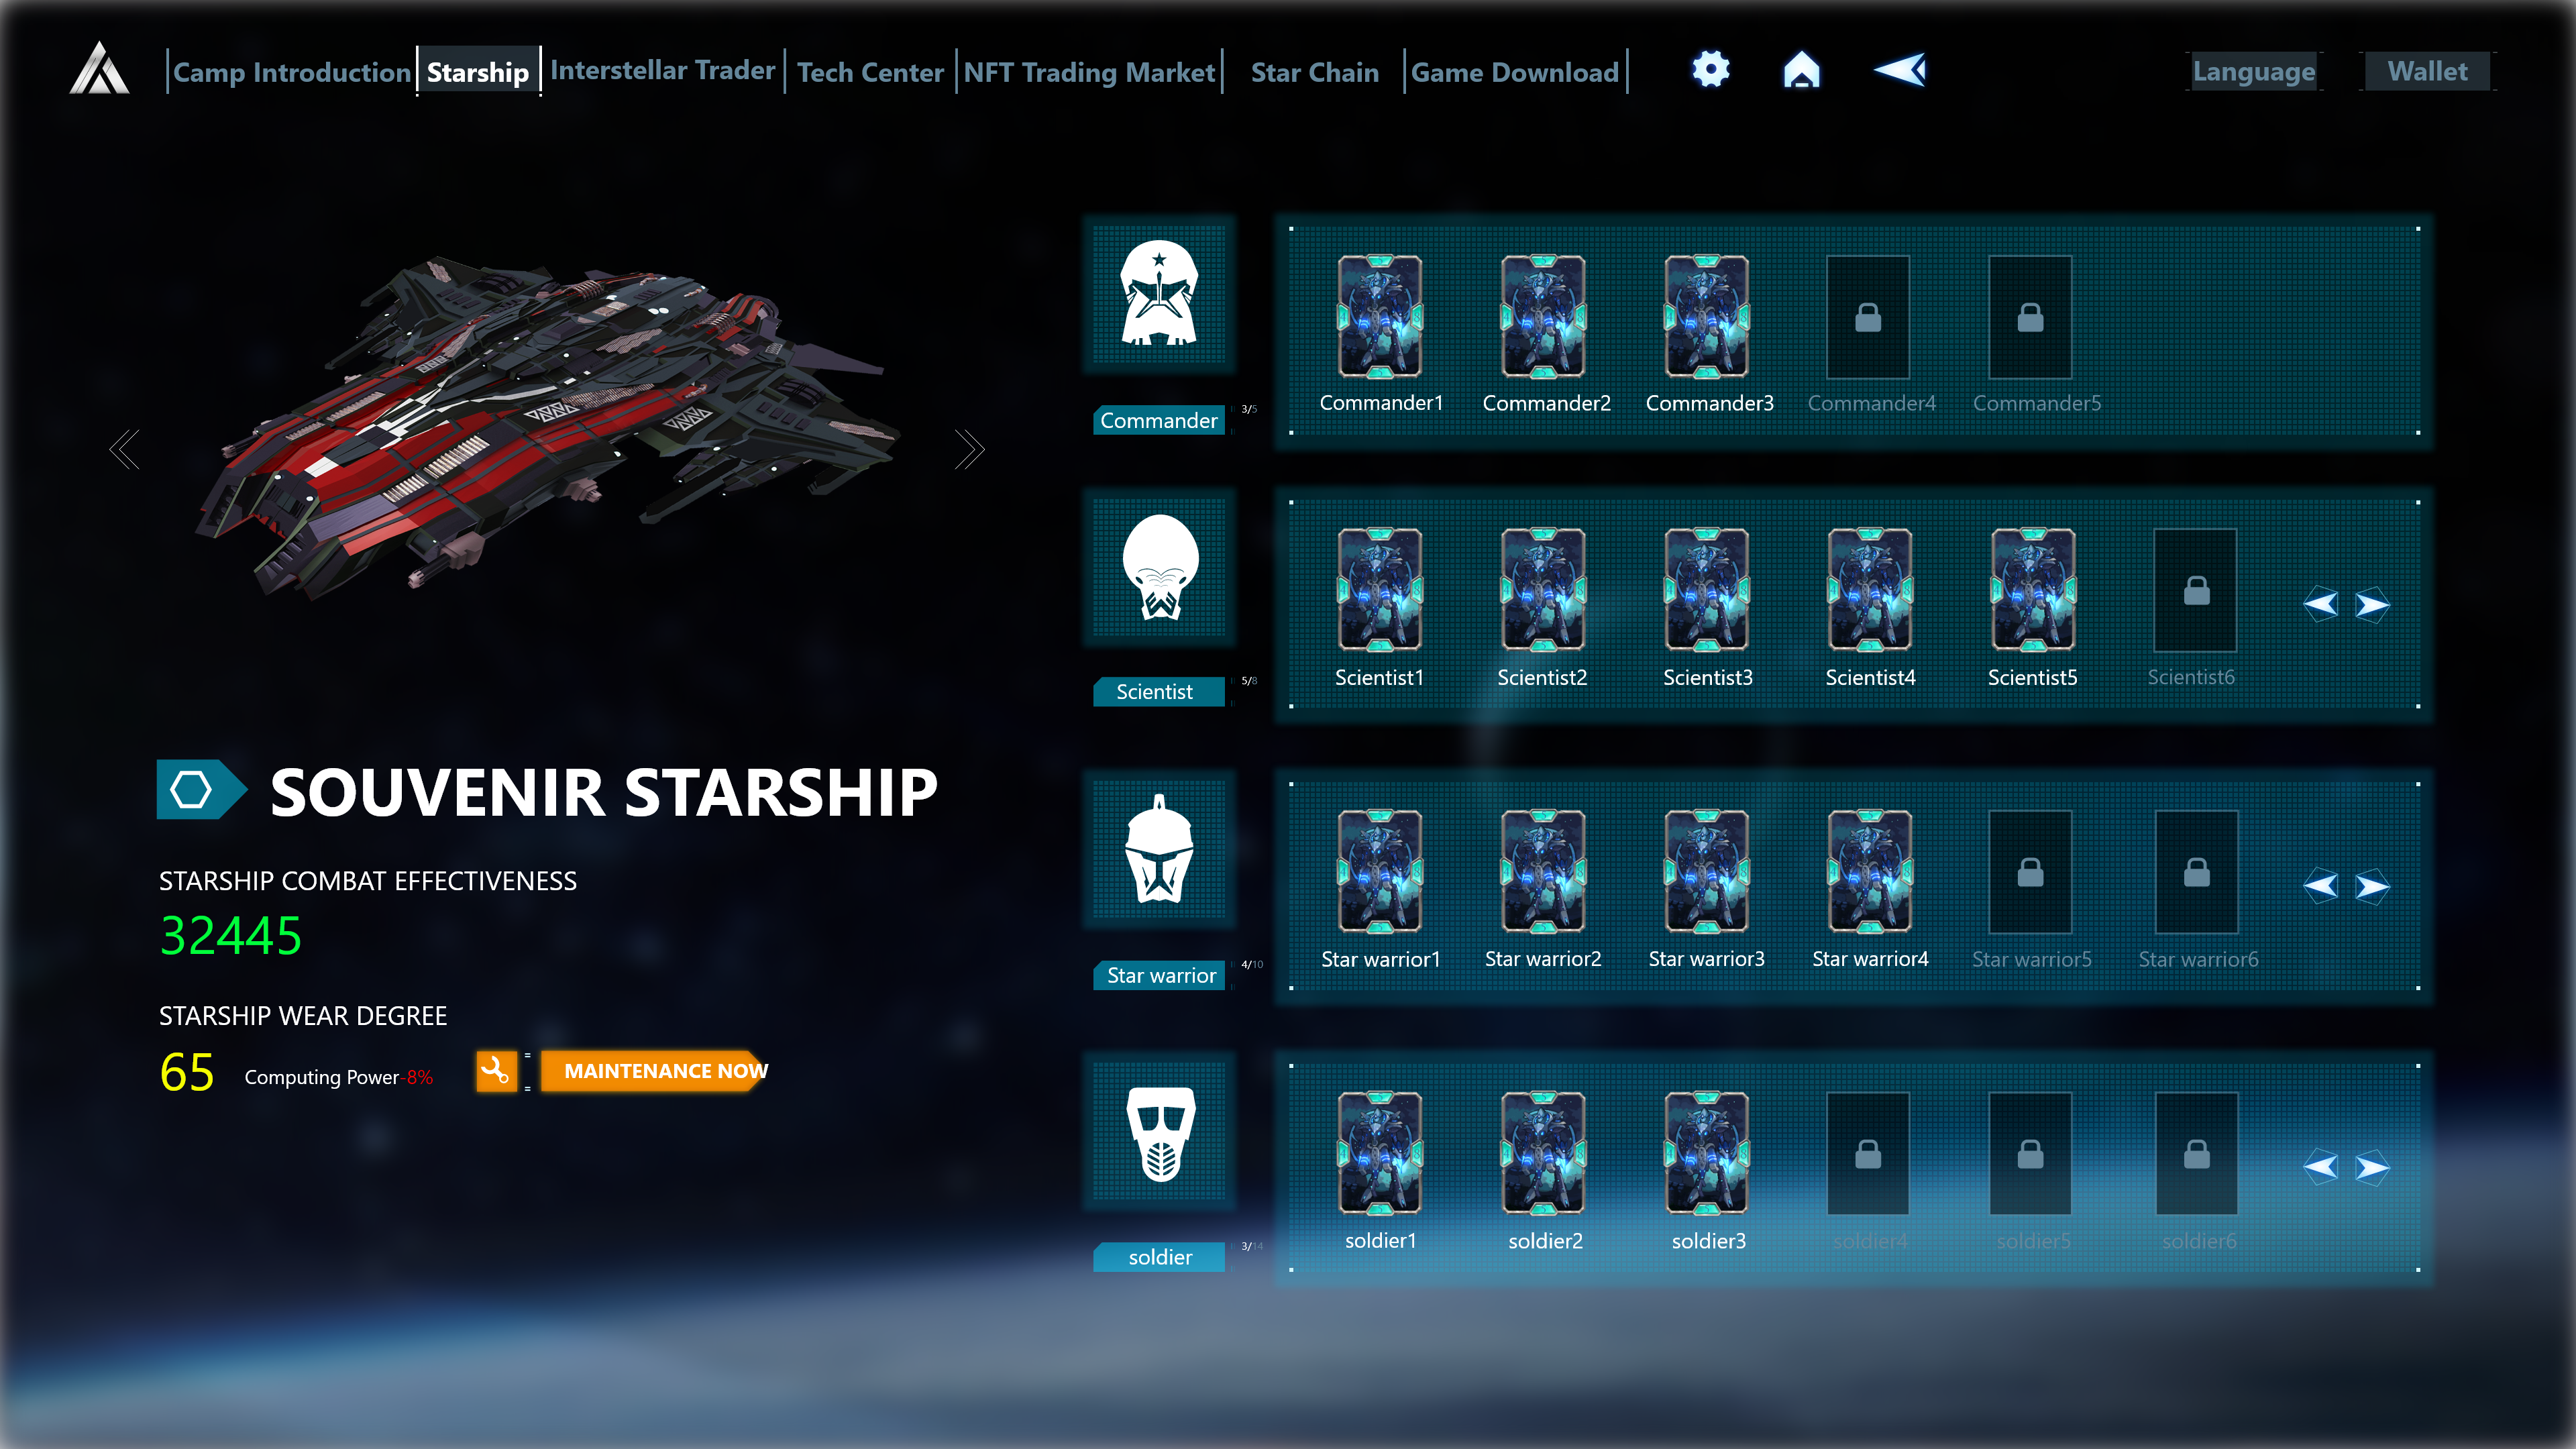 Camp Introduction Starship Interstellar Trader Tech Center NFT Trading Market Star Chain Game Download Language Wallet
Commander 3/5
Commander1 Commander2 Commander3 Commander4 Commander5
Scientist 5/8
Scientist1 Scientist2 Scientist3 Scientist4 Scientist5 Scientist6
SOUVENIR STARSHIP
STARSHIP COMBAT EFFECTIVENESS
32445
STARSHIP WEAR DEGREE
65 Computing Power-8% MAINTENANCE NOW
Star warrior 4/10
Star warrior1 Star warrior2 Star warrior3 Star warrior4 Star warrior5 Star warrior6
soldier 3/14
soldier1 soldier2 soldier3 soldier4 soldier5 soldier6